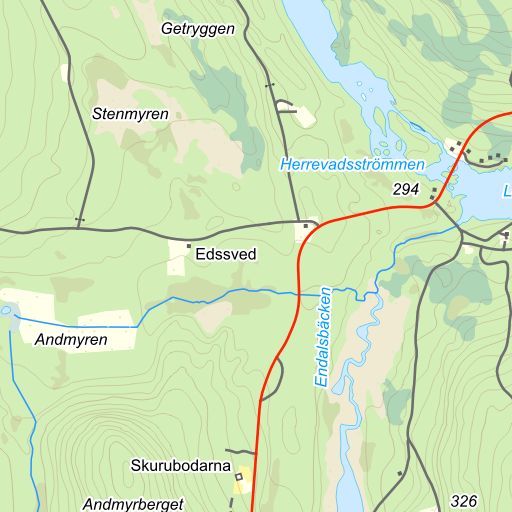 Getryggen
Stenmyren
Herrevadsströmmen
294
L
Edssved
Endalsbäcken
Andmyren
Skurubodarna
Andmyrberget
326